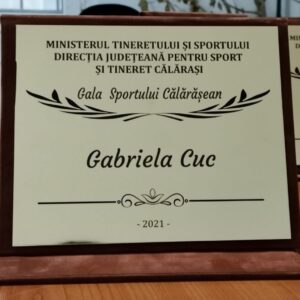 MINISTERUL TINERETULUI ȘI SPORTULUI
DIRECȚIA JUDEȚEANĂ PENTRU SPORT
ȘI TINERET CĂLĂRAȘI
Gala Sportului Călărășean
Gabriela Cuc
- 2021 -